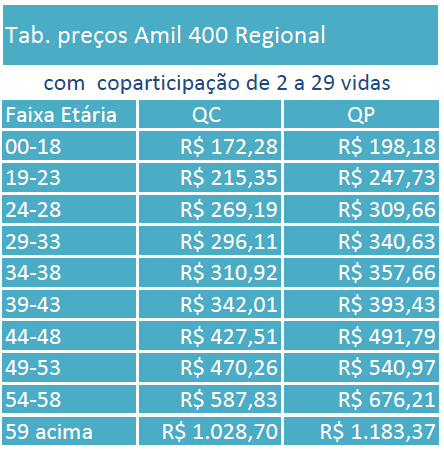 Tab. preços Amil 400 Regional
com coparticipação de 2 a 29 vidas
Faixa Etária QC QP
00-18 R$ 172,28 R$ 198,18
19-23 R$ 215,35 R$ 247,73
24-28 R$ 269,19 R$ 309,66
29-33 R$ 296,11 R$ 340,63
34-38 R$ 310,92 R$ 357,66
39-43 R$ 342,01 R$ 393,43
44-48 R$ 427,51 R$ 491,79
49-53 R$ 470,26 R$ 540,97
54-58 R$ 587,83 R$ 676,21
59 acima R$ 1.028,70 R$ 1.183,37